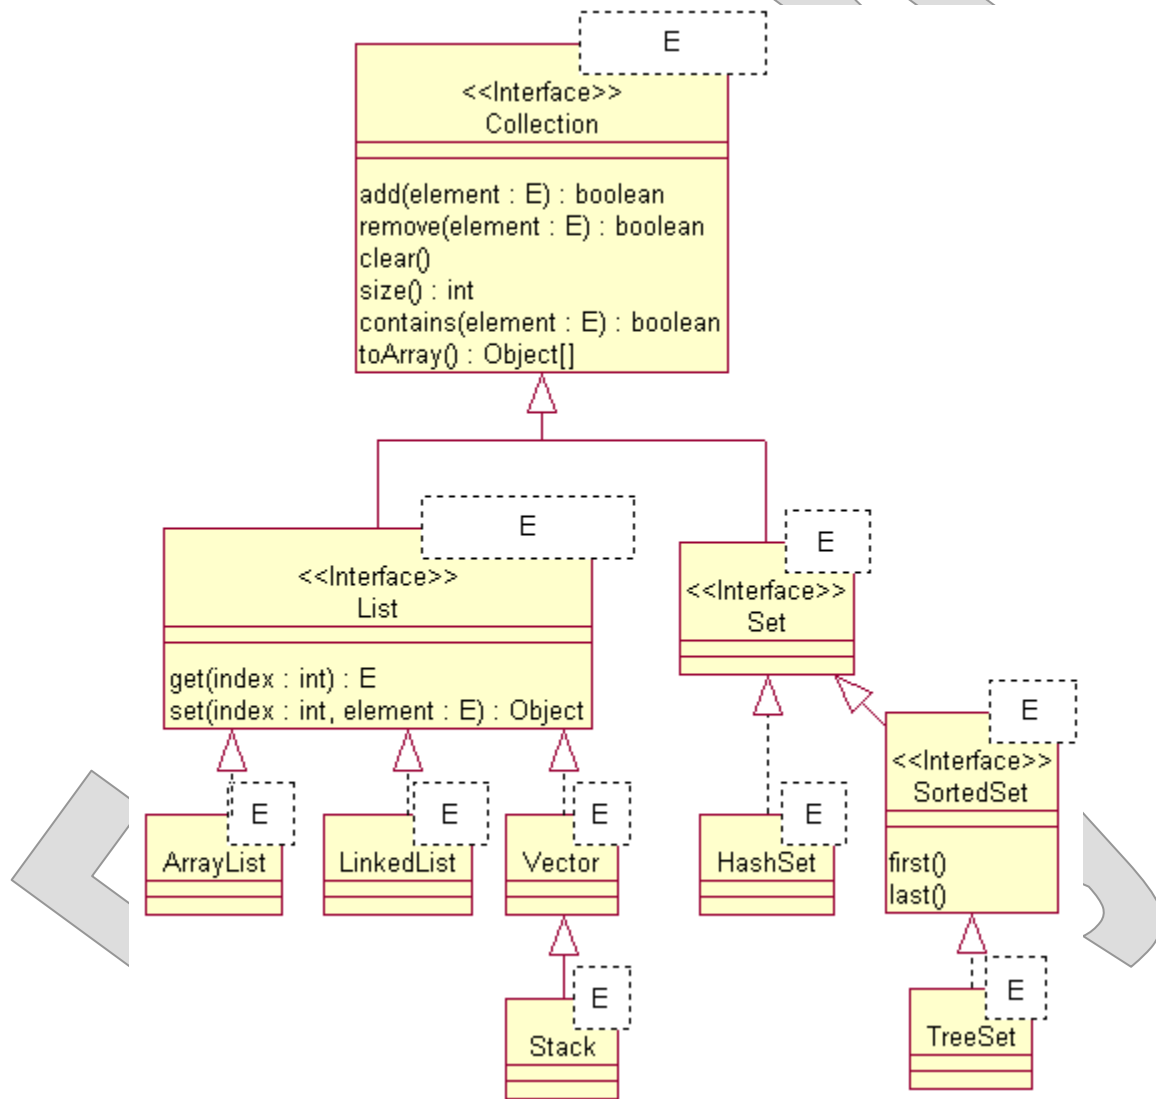 E
<<Interface>>
Collection
add(element : E) : boolean
remove(element : E) : boolean
clear()
size() : int
contains(element : E) : boolean
toArray() : Object[]
E
<<Interface>>
List
get(index : int) : E
set(index : int, element : E) : Object
E
<<Interface>>
Set
E
<<Interface>>
SortedSet
first()
last()
E
ArrayList
E
LinkedList
E
Vector
E
HashSet
E
Stack
E
TreeSet